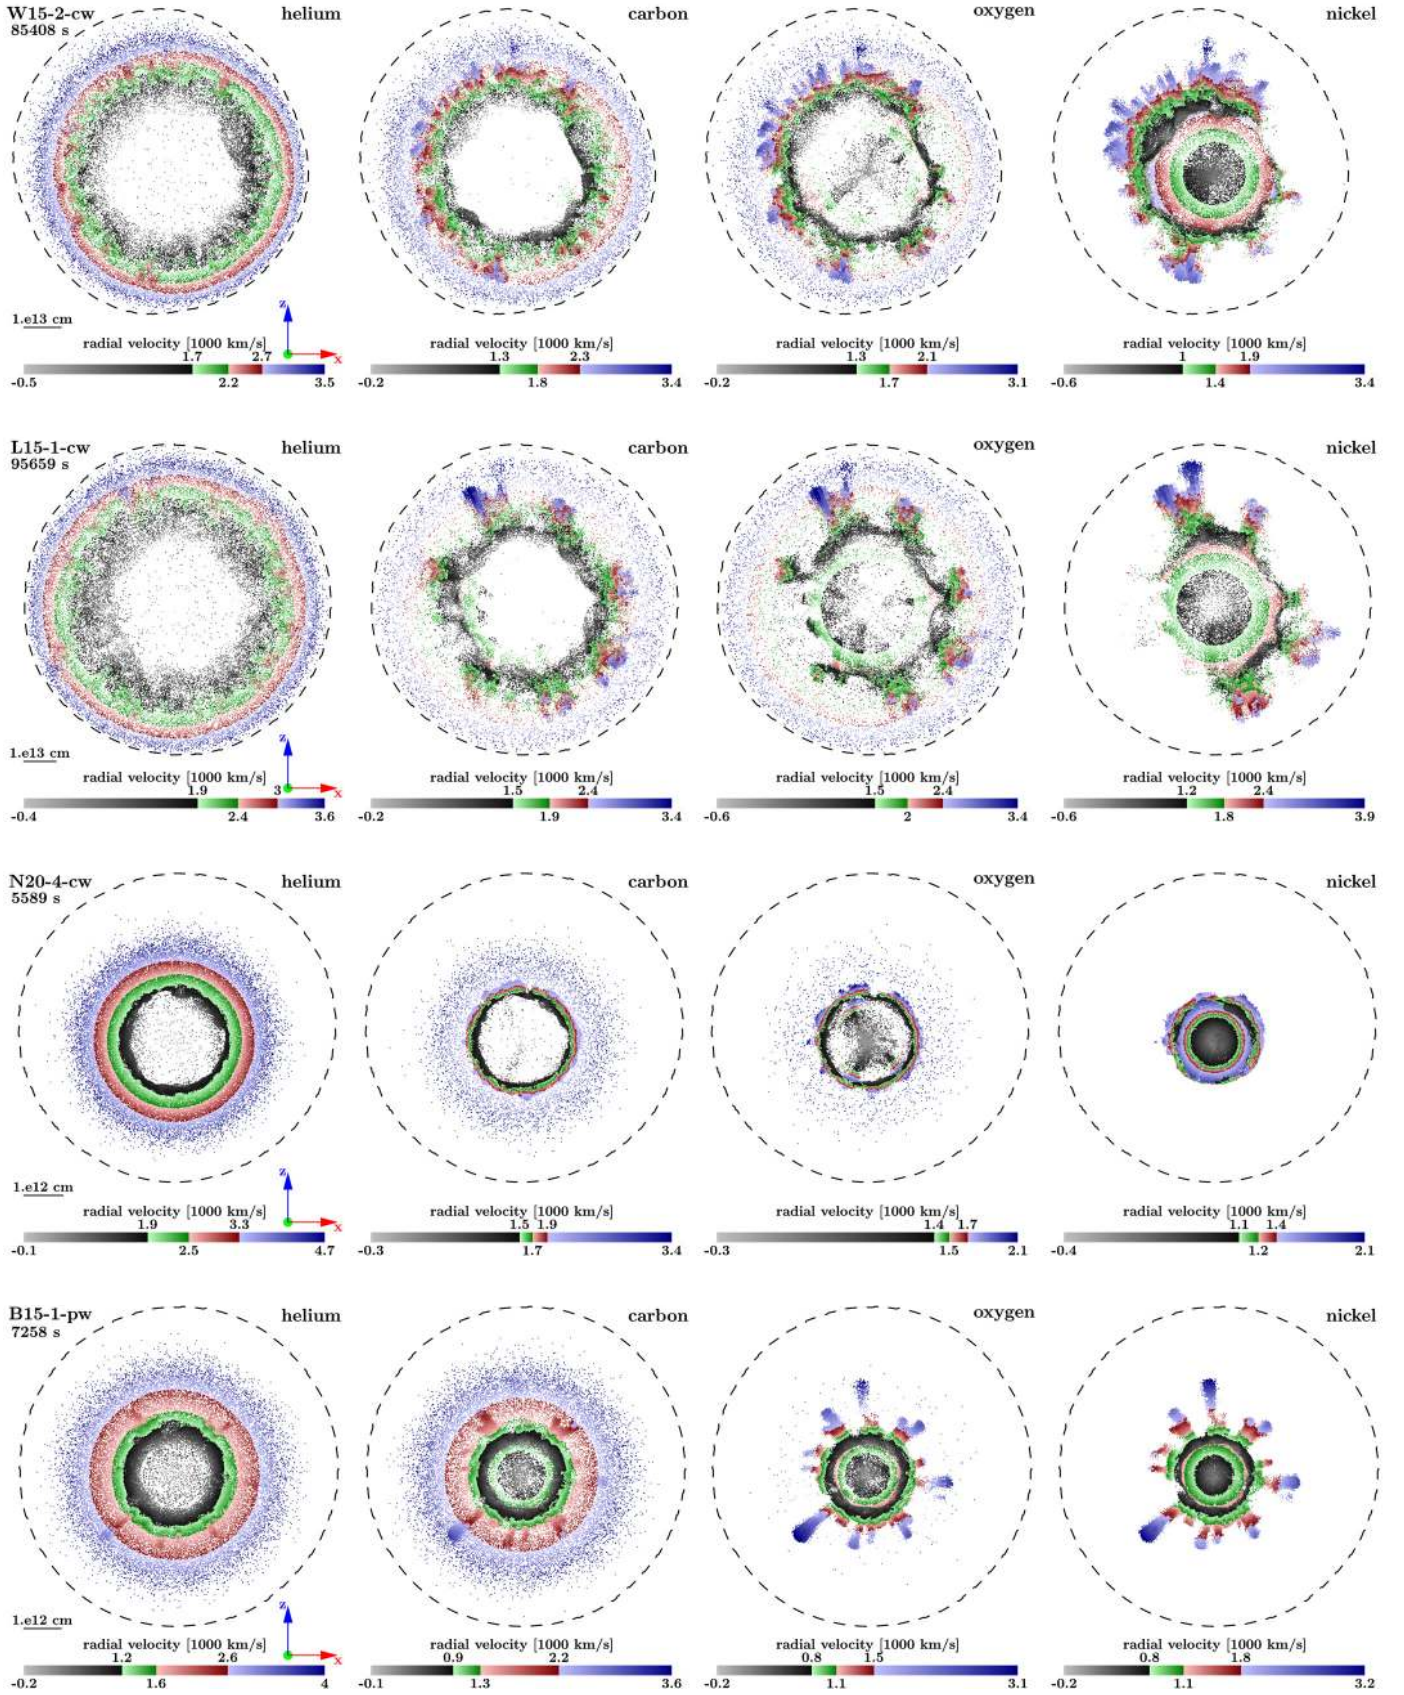 W15-2-cw helium carbon oxygen nickel
85408 s
1.e13 cm
z
x
radial velocity [1000 km/s] radial velocity [1000 km/s] radial velocity [1000 km/s] radial velocity [1000 km/s]
1.7 2.7 1.3 2.3 1.3 2.1 1 1.9
-0.5 2.2 3.5 -0.2 1.8 3.4 -0.2 1.7 3.1 -0.6 1.4 3.4
L15-1-cw helium carbon oxygen nickel
95659 s
1.e13 cm
z
x
radial velocity [1000 km/s] radial velocity [1000 km/s] radial velocity [1000 km/s] radial velocity [1000 km/s]
1.9 3 1.5 2.4 1.5 2.4 1.2 2.4
-0.4 2.4 3.6 -0.2 1.9 3.4 -0.6 2 3.4 -0.6 1.8 3.9
N20-4-cw helium carbon oxygen nickel
5589 s
1.e12 cm
z
x
radial velocity [1000 km/s] radial velocity [1000 km/s] radial velocity [1000 km/s] radial velocity [1000 km/s]
1.9 3.3 1.5 1.9 1.4 1.7 1.1 1.4
-0.1 2.5 4.7 -0.3 1.7 3.4 -0.3 1.5 2.1 -0.4 1.2 2.1
B15-1-pw helium carbon oxygen nickel
7258 s
1.e12 cm
z
x
radial velocity [1000 km/s] radial velocity [1000 km/s] radial velocity [1000 km/s] radial velocity [1000 km/s]
1.2 2.6 0.9 2.2 0.8 1.5 0.8 1.8
-0.2 1.6 4 -0.1 1.3 3.6 -0.2 1.1 3.1 -0.2 1.1 3.2